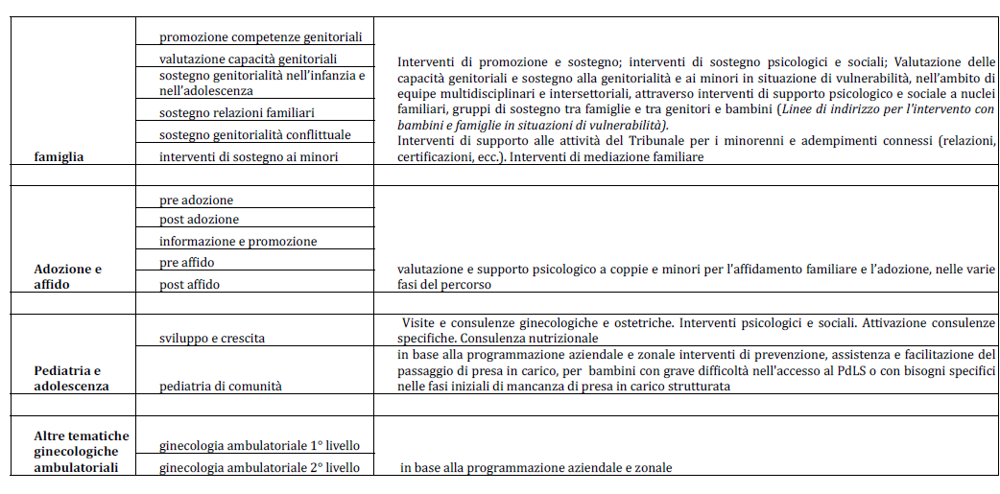 promozione competenze genitoriali
valutazione capacità genitoriali
sostegno genitorialità nell'infanzia e
nell'adolescenza
sostegno relazioni familiari
sostegno genitorialità conflittuale
famiglia
interventi di sostegno ai minori
Interventi di promozione e sostegno; interventi di sostegno psicologici e sociali; Valutazione delle
capacità genitoriali e sostegno alla genitorialità e ai minori in situazione di vulnerabilità, nell'ambito di
equipe multidisciplinari e intersettoriali, attraverso interventi di supporto psicologico e sociale a nuclei
familiari, gruppi di sostegno tra famiglie e tra genitori e bambini (Linee di indirizzo per l'intervento con
bambini e famiglie in situazioni di vulnerabilità).
Interventi di supporto alle attività del Tribunale per i minorenni e adempimenti connessi (relazioni,
certificazioni, ecc.). Interventi di mediazione familiare
pre adozione
post adozione
informazione e promozione
Adozione e
affido
pre affido
post affido
valutazione e supporto psicologico a coppie e minori per l'affidamento familiare e l'adozione, nelle varie
fasi del percorso
sviluppo e crescita
Visite e consulenze ginecologiche e ostetriche. Interventi psicologici e sociali. Attivazione consulenze
specifiche. Consulenza nutrizionale
Pediatria e
adolescenza
pediatria di comunità
in base alla programmazione aziendale e zonale interventi di prevenzione, assistenza e facilitazione del
passaggio di presa in carico, per bambini con grave difficoltà nell'accesso al PdLS o con bisogni specifici
nelle fasi iniziali di mancanza di presa in carico strutturata
Altre tematiche
ginecologiche
ambulatoriali
ginecologia ambulatoriale 1° livello
ginecologia ambulatoriale 2° livello
in base alla programmazione aziendale e zonale